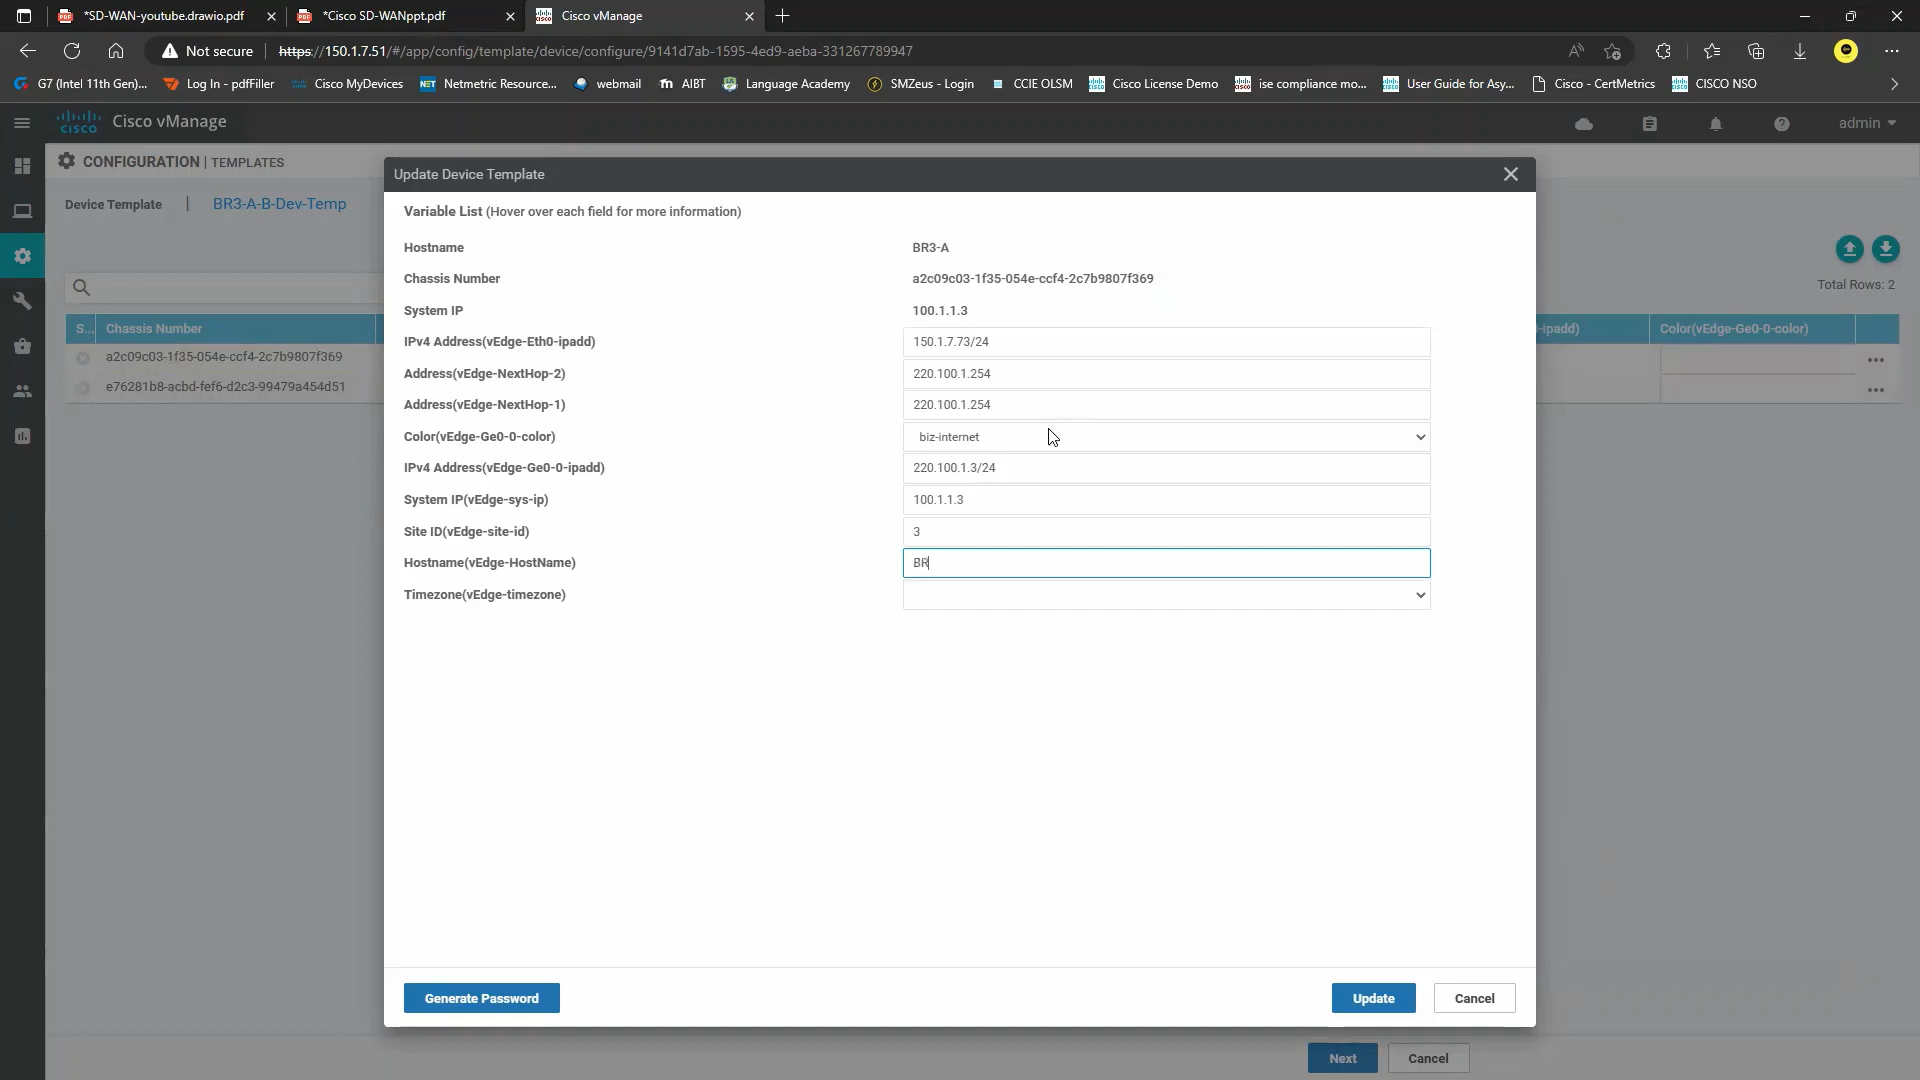 *SD-WAN-youtube.drawio.pdf
*Cisco SD-WANppt.pdf
Cisco vManage
Not secure
https://150.1.7.51/#/app/config/template/device/configure/9141d7ab-1595-4ed9-aeba-331267789947
G7 (Intel 11th Gen)...
Log In - pdfFiller
Cisco MyDevices
NET Netmetric Resource...
webmail
m AIBT
Language Academy
SMZeus - Login
CCIE OLSM
Cisco License Demo
ise compliance mo...
User Guide for Asy...
Cisco - CertMetrics
CISCO NSO
cisco Cisco vManage
admin
CONFIGURATION | TEMPLATES
Device Template | BR3-A-B-Dev-Temp
Total Rows: 2
S... Chassis Number
-ipadd) Color(vEdge-Ge0-0-color)
a2c09c03-1f35-054e-ccf4-2c7b9807f369
e76281b8-acbd-fef6-d2c3-99479a454d51
Update Device Template
Variable List (Hover over each field for more information)
Hostname BR3-A
Chassis Number a2c09c03-1f35-054e-ccf4-2c7b9807f369
System IP 100.1.1.3
IPv4 Address(vEdge-Eth0-ipadd) 150.1.7.73/24
Address(vEdge-NextHop-2) 220.100.1.254
Address(vEdge-NextHop-1) 220.100.1.254
Color(vEdge-Ge0-0-color) biz-internet
IPv4 Address(vEdge-Ge0-0-ipadd) 220.100.1.3/24
System IP(vEdge-sys-ip) 100.1.1.3
Site ID(vEdge-site-id) 3
Hostname(vEdge-HostName) BR
Timezone(vEdge-timezone)
Generate Password Update Cancel
Next Cancel